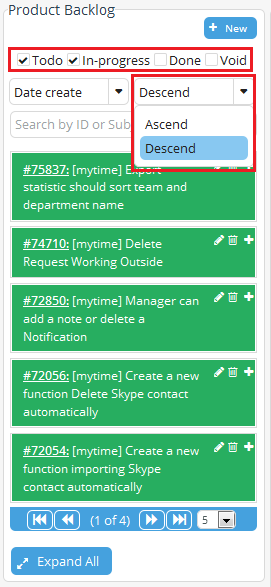 Product Backlog
+ New
Todo In-progress Done Void
Date create Descend
Search by ID or Sub
Ascend
Descend
#75837: [mytime] Export
statistic should sort team and
department name
#74710: [mytime] Delete
Request Working Outside
#72850: [mytime] Manager can
add a note or delete a
Notification
#72056: [mytime] Create a new
function Delete Skype contact
automatically
#72054: [mytime] Create a new
function importing Skype
contact automatically
(1 of 4) 5
Expand All